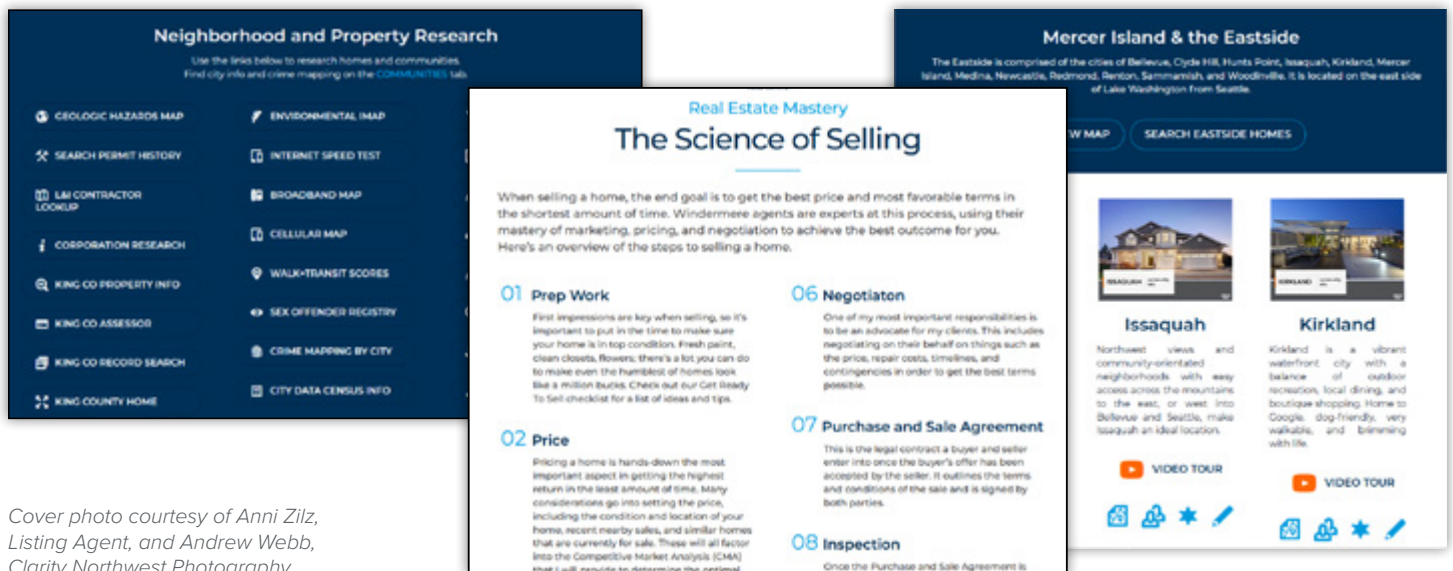 Neighborhood and Property Research
Use the links below to research homes and communities.
Find city info and crime mapping on the COMMUNITIES tab.
GEOLOGIC HAZARDS MAP
SEARCH PERMIT HISTORY
L&I CONTRACTOR
LOOKUP
CORPORATION RESEARCH
KING CO PROPERTY INFO
KING CO ASSESSOR
KING CO RECORD SEARCH
KING COUNTY HOME
ENVIRONMENTAL IMAP
INTERNET SPEED TEST
BROADBAND MAP
CELLULAR MAP
WALK+TRANSIT SCORES
SEX OFFENDER REGISTRY
CRIME MAPPING BY CITY
CITY DATA CENSUS INFO
Real Estate Mastery
The Science of Selling
When selling a home, the end goal is to get the best price and most favorable terms in
the shortest amount of time. Windermere agents are experts at this process, using their
mastery of marketing, pricing, and negotiation to achieve the best outcome for you.
Here's an overview of the steps to selling a home.
01 Prep Work
First impressions are key when selling, so it's
important to put in the time to make sure
your home is in top condition. Fresh paint,
clean closets, flowers; there's a lot you can do
to make even the humblest of homes look
like a million bucks. Check out our Get Ready
To Sell checklist for a list of ideas and tips.
02 Price
Pricing a home is hands-down the most
important aspect in getting the highest
return in the least amount of time. Many
considerations go into setting the price,
including the condition and location of your
home, recent nearby sales, and similar homes
that are currently for sale. These will all factor
into the Competitive Market Analysis (CMA)
that I will provide to determine the optimal
06 Negotiaton
One of my most important responsibilities is
to be an advocate for my clients. This includes
negotiating on their behalf on things such as
the price, repair costs, timelines, and
contingencies in order to get the best terms
possible.
07 Purchase and Sale Agreement
This is the legal contract a buyer and seller
enter into once the buyer's offer has been
accepted by the seller. It outlines the terms
and conditions of the sale and is signed by
both parties.
08 Inspection
Once the Purchase and Sale Agreement is
Mercer Island & the Eastside
The Eastside is comprised of the cities of Bellevue, Clyde Hill, Hunts Point, Issaquah, Kirkland, Mercer
Island, Medina, Newcastle, Redmond, Renton, Sammamish, and Woodinville. It is located on the east side
of Lake Washington from Seattle.
W MAP
SEARCH EASTSIDE HOMES
ISSAQUAH
KIRKLAND
Issaquah
Northwest views and
community-orientated
neighborhoods with easy
access across the mountains
to the east, or west into
Bellevue and Seattle, make
Issaquah an ideal location.
VIDEO TOUR
Kirkland
Kirkland is a vibrant
waterfront city with a
balance of outdoor
recreation, local dining, and
boutique shopping. Home to
Google, dog-friendly, very
walkable, and brimming
with life.
VIDEO TOUR
Cover photo courtesy of Anni Zilz,
Listing Agent, and Andrew Webb,
Clarity Northwest Photography